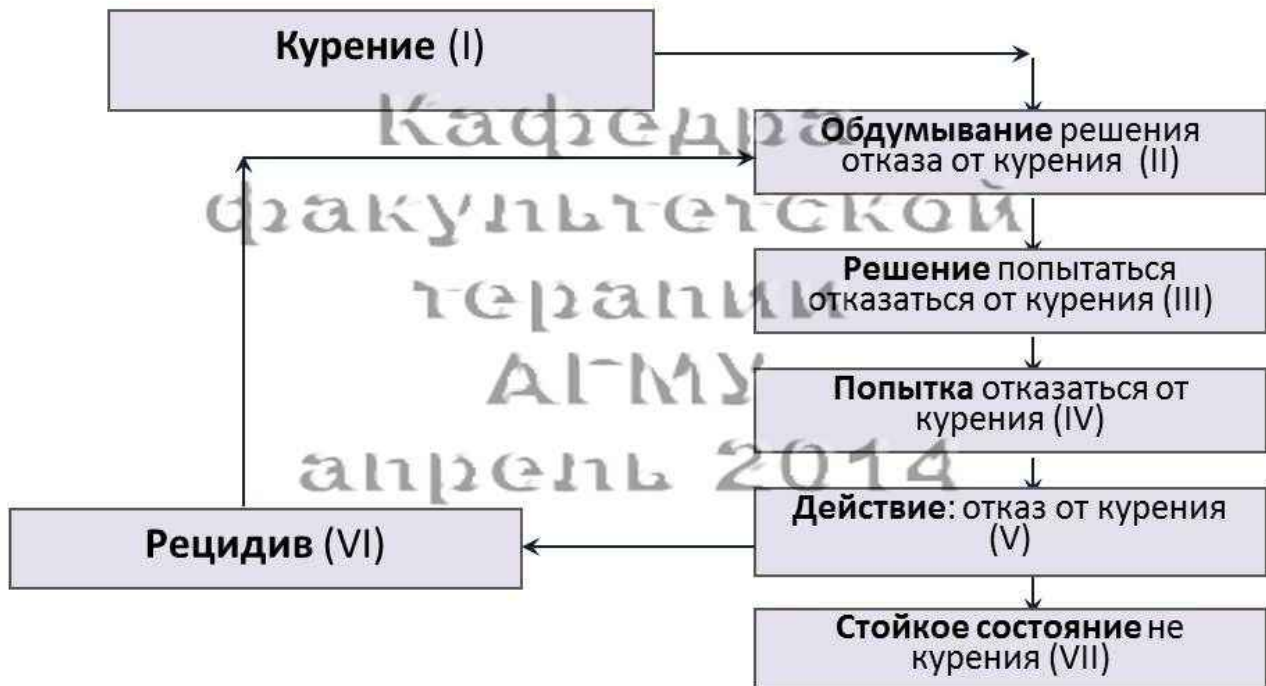 Курение (I)
Обдумывание решения
отказа от курения (II)
Решение попытаться
отказаться от курения (III)
Попытка отказаться от
курения (IV)
Действие: отказ от курения
(V)
Рецидив (VI)
Стойкое состояние не
курения (VII)
Кафедра
факультетской
терапии
АГМУ
апрель 2014